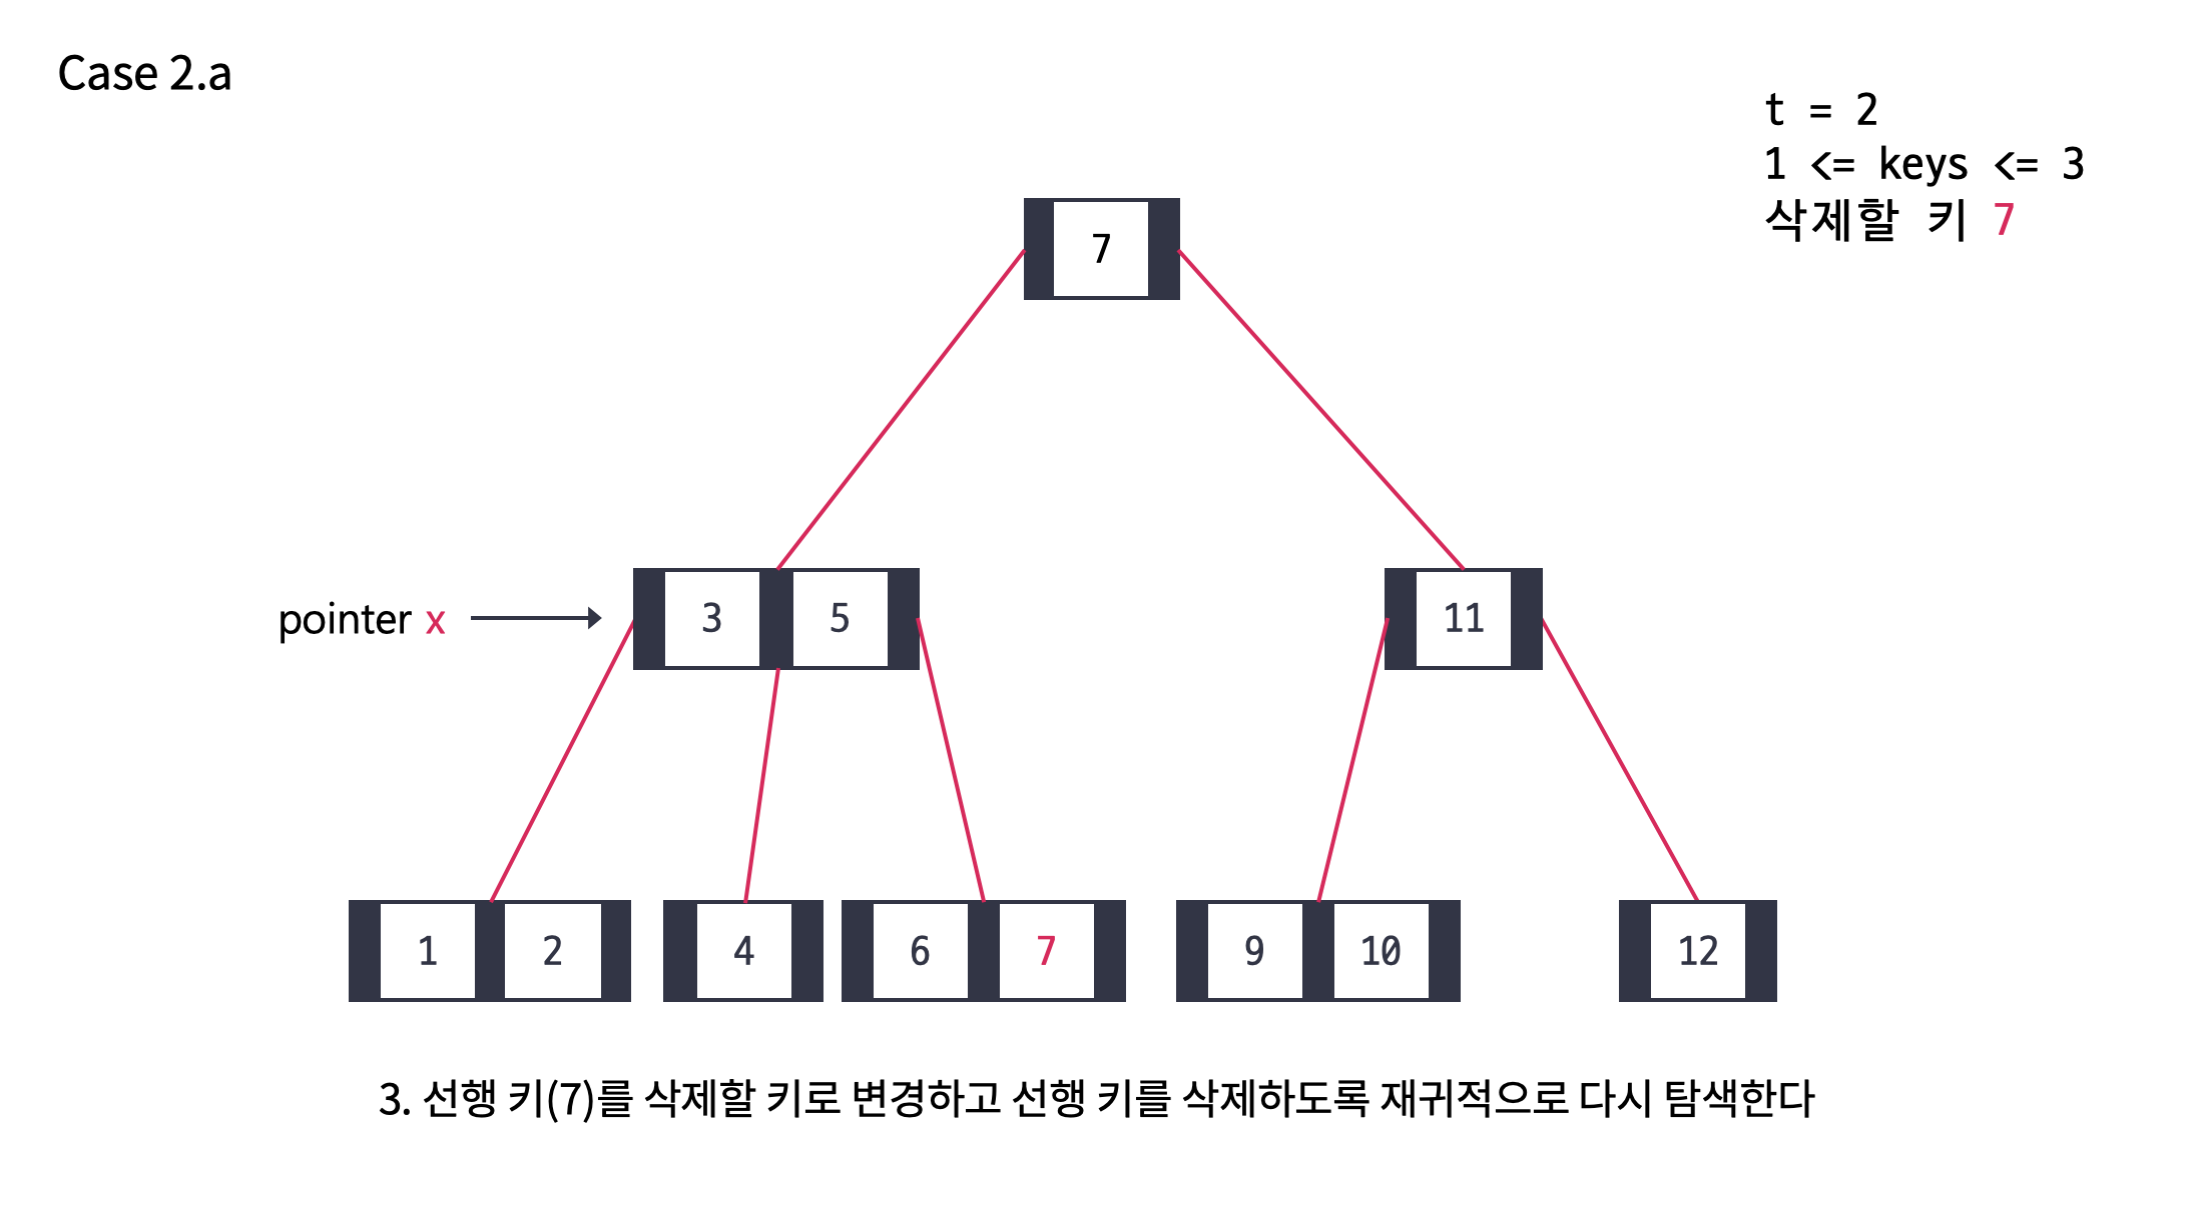 Case 2.a
t = 2
1 <= keys <= 3
삭제할 키 7
7
pointer x
3 5
11
1 2
4
6 7
9 10
12
3. 선행 키(7)를 삭제할 키로 변경하고 선행 키를 삭제하도록 재귀적으로 다시 탐색한다